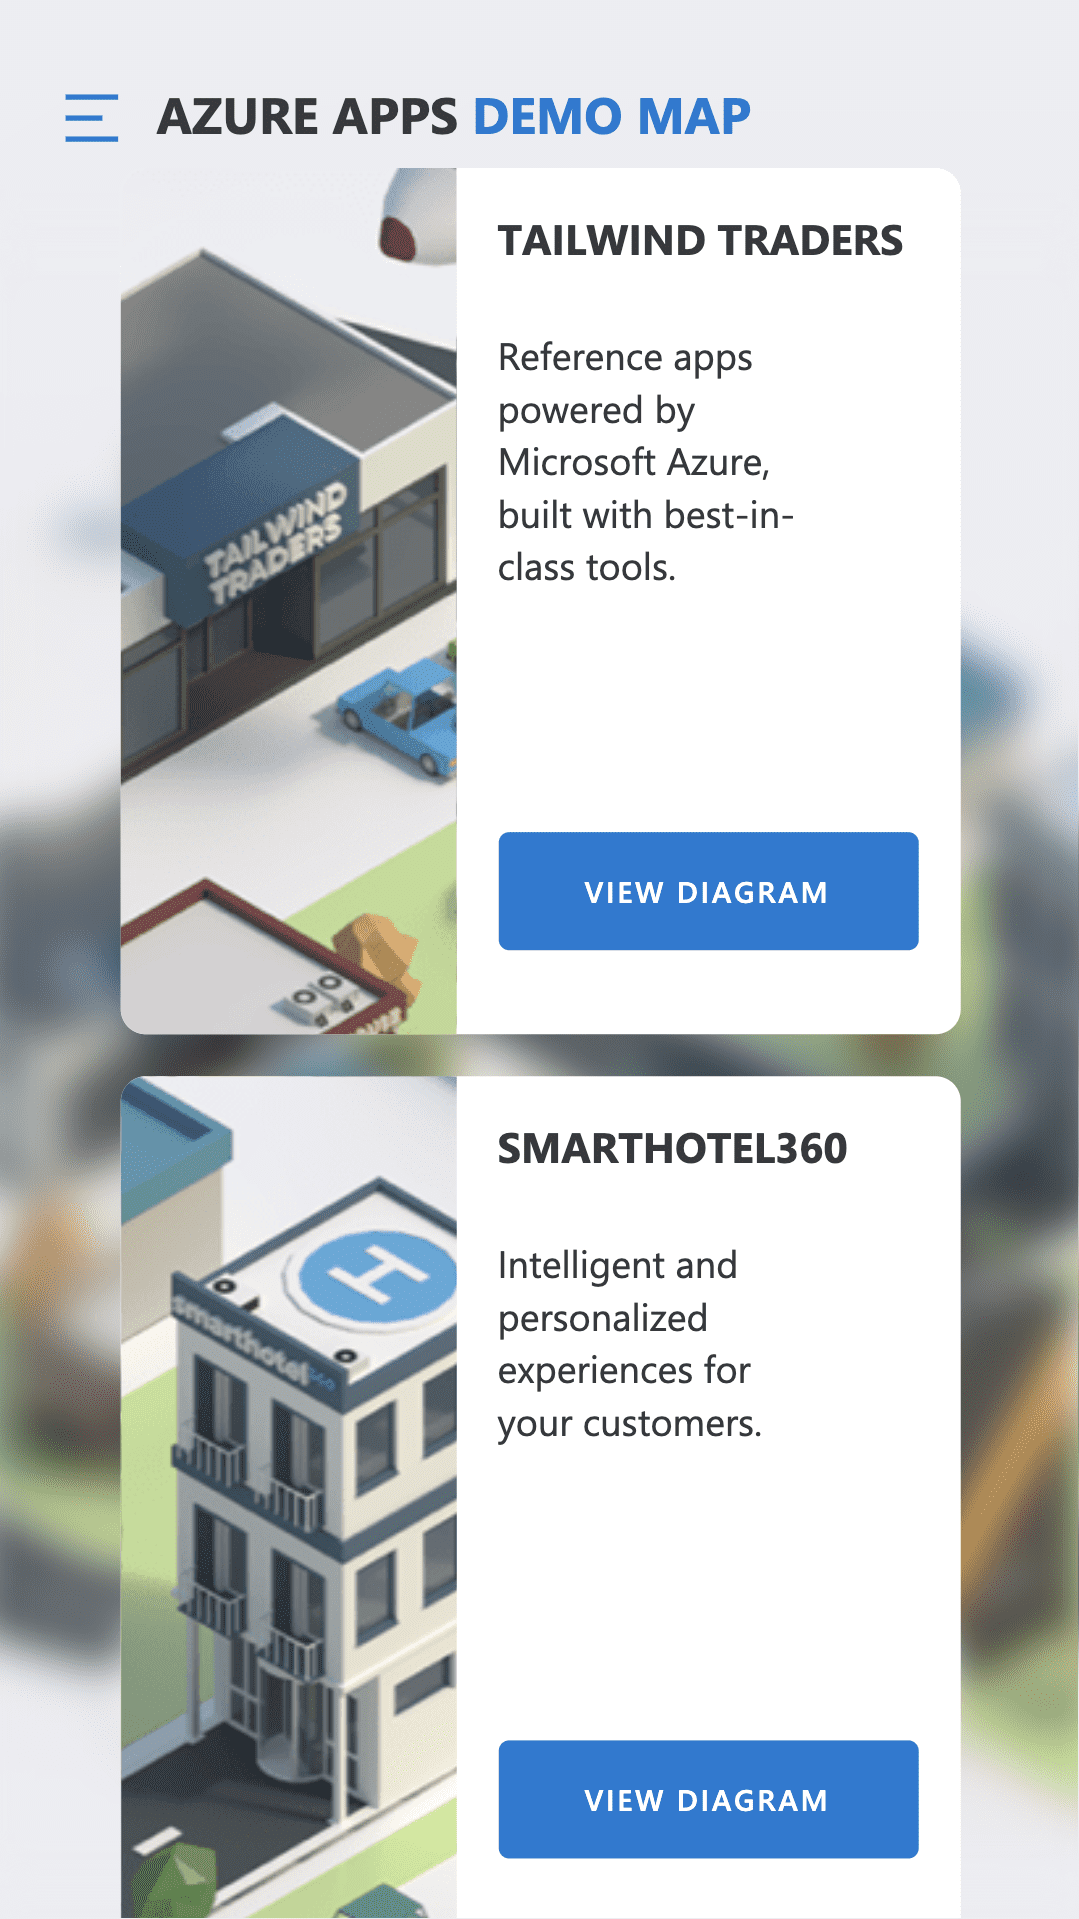 AZURE APPS DEMO MAP
TAILWIND TRADERS
Reference apps
powered by
Microsoft Azure,
built with best-in-
class tools.
VIEW DIAGRAM
TAILWIND
TRADERS
SMARTHOTEL360
Intelligent and
personalized
experiences for
your customers.
VIEW DIAGRAM
H
smarthotel360